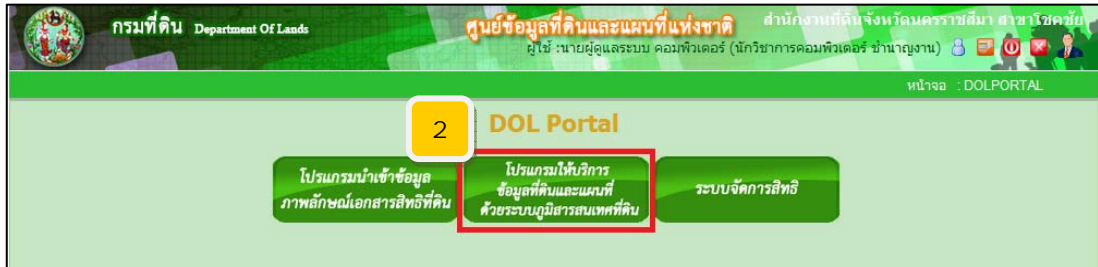 กรมที่ดิน Department Of Lands
ศูนย์ข้อมูลที่ดินและแผนที่แห่งชาติ
สำนักงานที่ดินจังหวัดนครราชสีมา สาขาโชคชัย
ผู้ใช้ :นายผู้ดูแลระบบ คอมพิวเตอร์ (นักวิชาการคอมพิวเตอร์ ชำนาญงาน)
หน้าจอ : DOLPORTAL
2
DOL Portal
โปรแกรมนำเข้าข้อมูล
ภาพลักษณ์เอกสารสิทธิที่ดิน
โปรแกรมให้บริการ
ข้อมูลที่ดินและแผนที่
ด้วยระบบภูมิสารสนเทศที่ดิน
ระบบจัดการสิทธิ